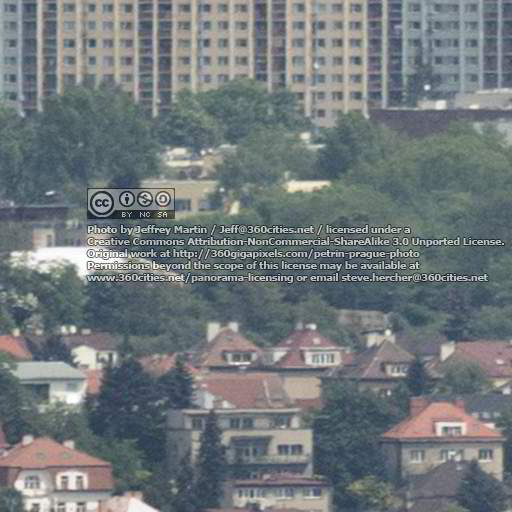 cc
BY NC SA
Photo by Jeffrey Martin / Jeff@360cities.net / licensed under a
Creative Commons Attribution-NonCommercial-ShareAlike 3.0 Unported License.
Original work at http://360gigapixels.com/petrin-prague-photo
Permissions beyond the scope of this license may be available at
www.360cities.net/panorama-licensing or email steve.hercher@360cities.net